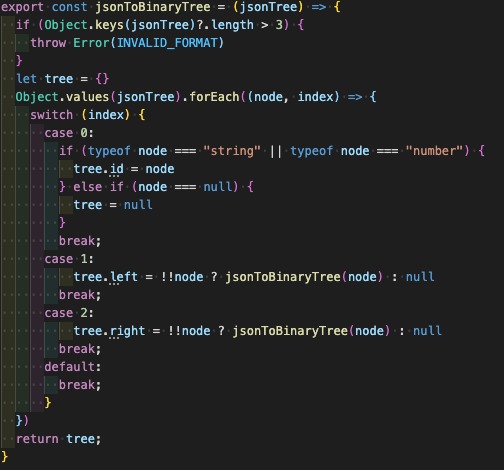 export const jsonToBinaryTree = (jsonTree) => {
if (Object.keys(jsonTree)?.length > 3) {
throw Error(INVALID_FORMAT)
}
let tree = {}
Object.values(jsonTree).forEach((node, index) => {
switch (index) {
case 0:
if (typeof node === "string" || typeof node === "number") {
tree.id = node
} else if (node === null) {
tree = null
}
break;
case 1:
tree.left = !!node ? jsonToBinaryTree(node) : null
break;
case 2:
tree.right = !!node ? jsonToBinaryTree(node) : null
break;
default:
break;
}
})
return tree;
}